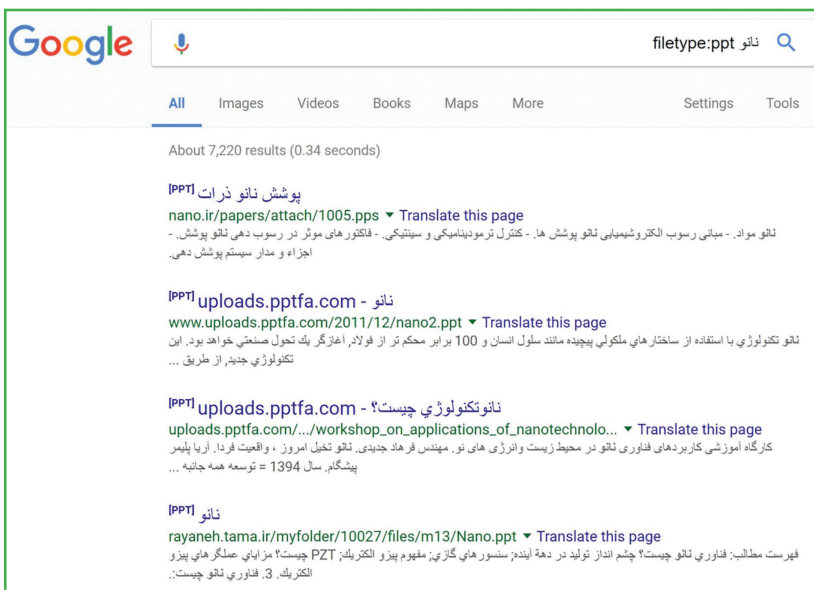 Google
نانو filetype:ppt
All Images Videos Books Maps More Settings Tools
About 7,220 results (0.34 seconds)
پوشش نانو ذرات [PPT]
nano.ir/papers/attach/1005.pps ▼ Translate this page
نانو مواد. - مبانی رسوب الکتروشیمیایی نانو پوشش ها. - کنترل ترمودینامیکی و سینتیکی. - فاکتورهای موثر در رسوب دهی نانو پوشش. -
اجزاء و مدار سیستم پوشش دهی.
[PPT] uploads.pptfa.com - نانو
www.uploads.pptfa.com/2011/12/nano2.ppt ▼ Translate this page
نانو تکنولوژي با استفاده از ساختارهاي ملکولي پيچيده مانند سلول انسان و 100 برابر محکم تر از فولاد, آغازگر يك تحول صنعتي خواهد بود. اين
تکنولوژي جديد, از طريق ...
[PPT] uploads.pptfa.com - نانوتکنولوژي چيست؟
uploads.pptfa.com/.../workshop_on_applications_of_nanotechnolo... ▼ Translate this page
کارگاه آموزشی کاربردهای فناوری نانو در محیط زیست وانرژی های نو. مهندس فرهاد جدیدی. نانو تخیل امروز ، واقعیت فردا. آریا پلیمر
پیشگام. سال 1394 = توسعه همه جانبه ...
نانو [PPT]
rayaneh.tama.ir/myfolder/10027/files/m13/Nano.ppt ▼ Translate this page
فهرست مطالب: فناوري نانو چيست؟ چشم انداز توليد در دهة آينده; سنسورهاي گازي; مفهوم پيزو الکتريك; PZT چيست؟ مزاياي عملگرهاي پيزو
الکتريك. 3. فناوري نانو چيست:.